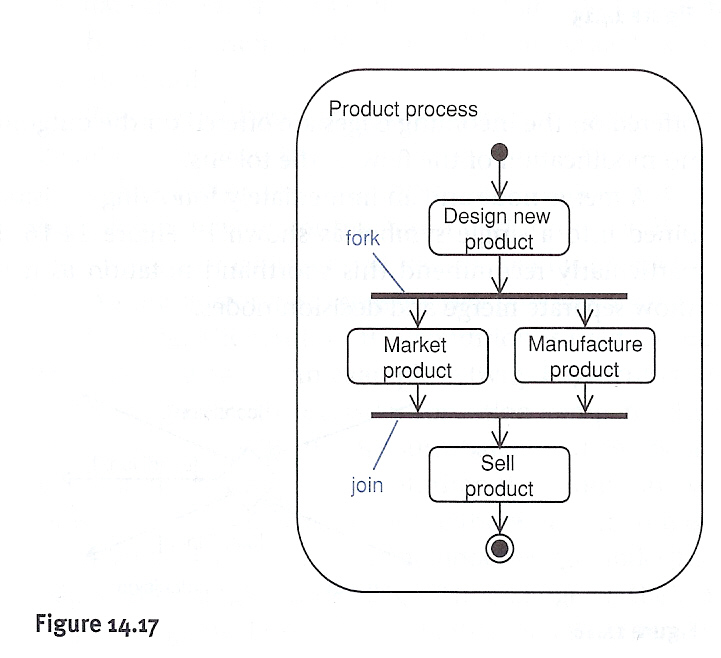 Product process
Design new
product
fork
Market
product
Manufacture
product
join
Sell
product
Figure 14.17